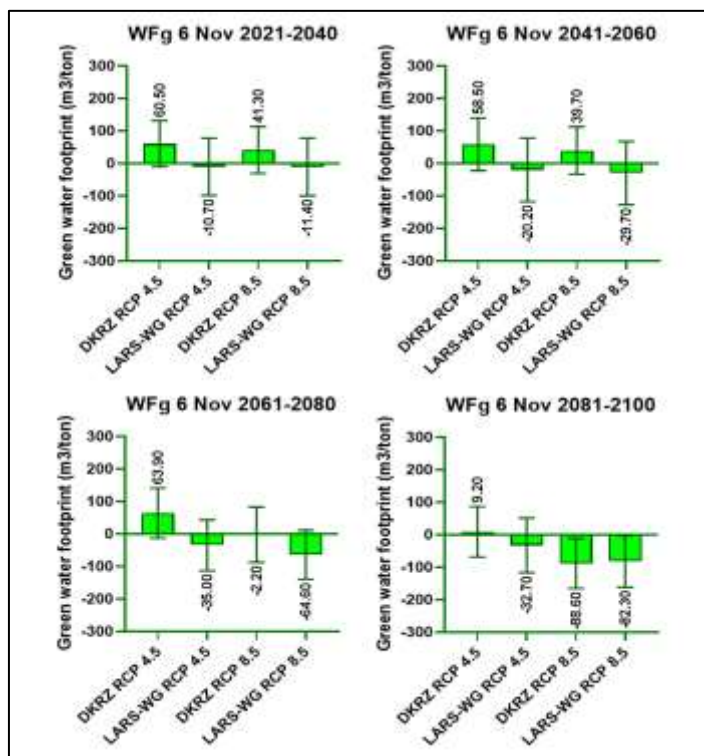 WFg 6 Nov 2021-2040
Green water footprint (m3/ton)
300
200
100
0
-100
-200
-300
60.50
-10.70
41.30
-11.40
DKRZ RCP 4.5
LARS-WG RCP 4.5
DKRZ RCP 8.5
LARS-WG RCP 8.5
WFg 6 Nov 2041-2060
Green water footprint (m3/ton)
300
200
100
0
-100
-200
-300
58.50
-20.20
39.70
-29.70
DKRZ RCP 4.5
LARS-WG RCP 4.5
DKRZ RCP 8.5
LARS-WG RCP 8.5
WFg 6 Nov 2061-2080
Green water footprint (m3/ton)
300
200
100
0
-100
-200
-300
63.90
-35.00
-2.20
-64.60
DKRZ RCP 4.5
LARS-WG RCP 4.5
DKRZ RCP 8.5
LARS-WG RCP 8.5
WFg 6 Nov 2081-2100
Green water footprint (m3/ton)
300
200
100
0
-100
-200
-300
9.20
-32.70
-88.60
-82.30
DKRZ RCP 4.5
LARS-WG RCP 4.5
DKRZ RCP 8.5
LARS-WG RCP 8.5